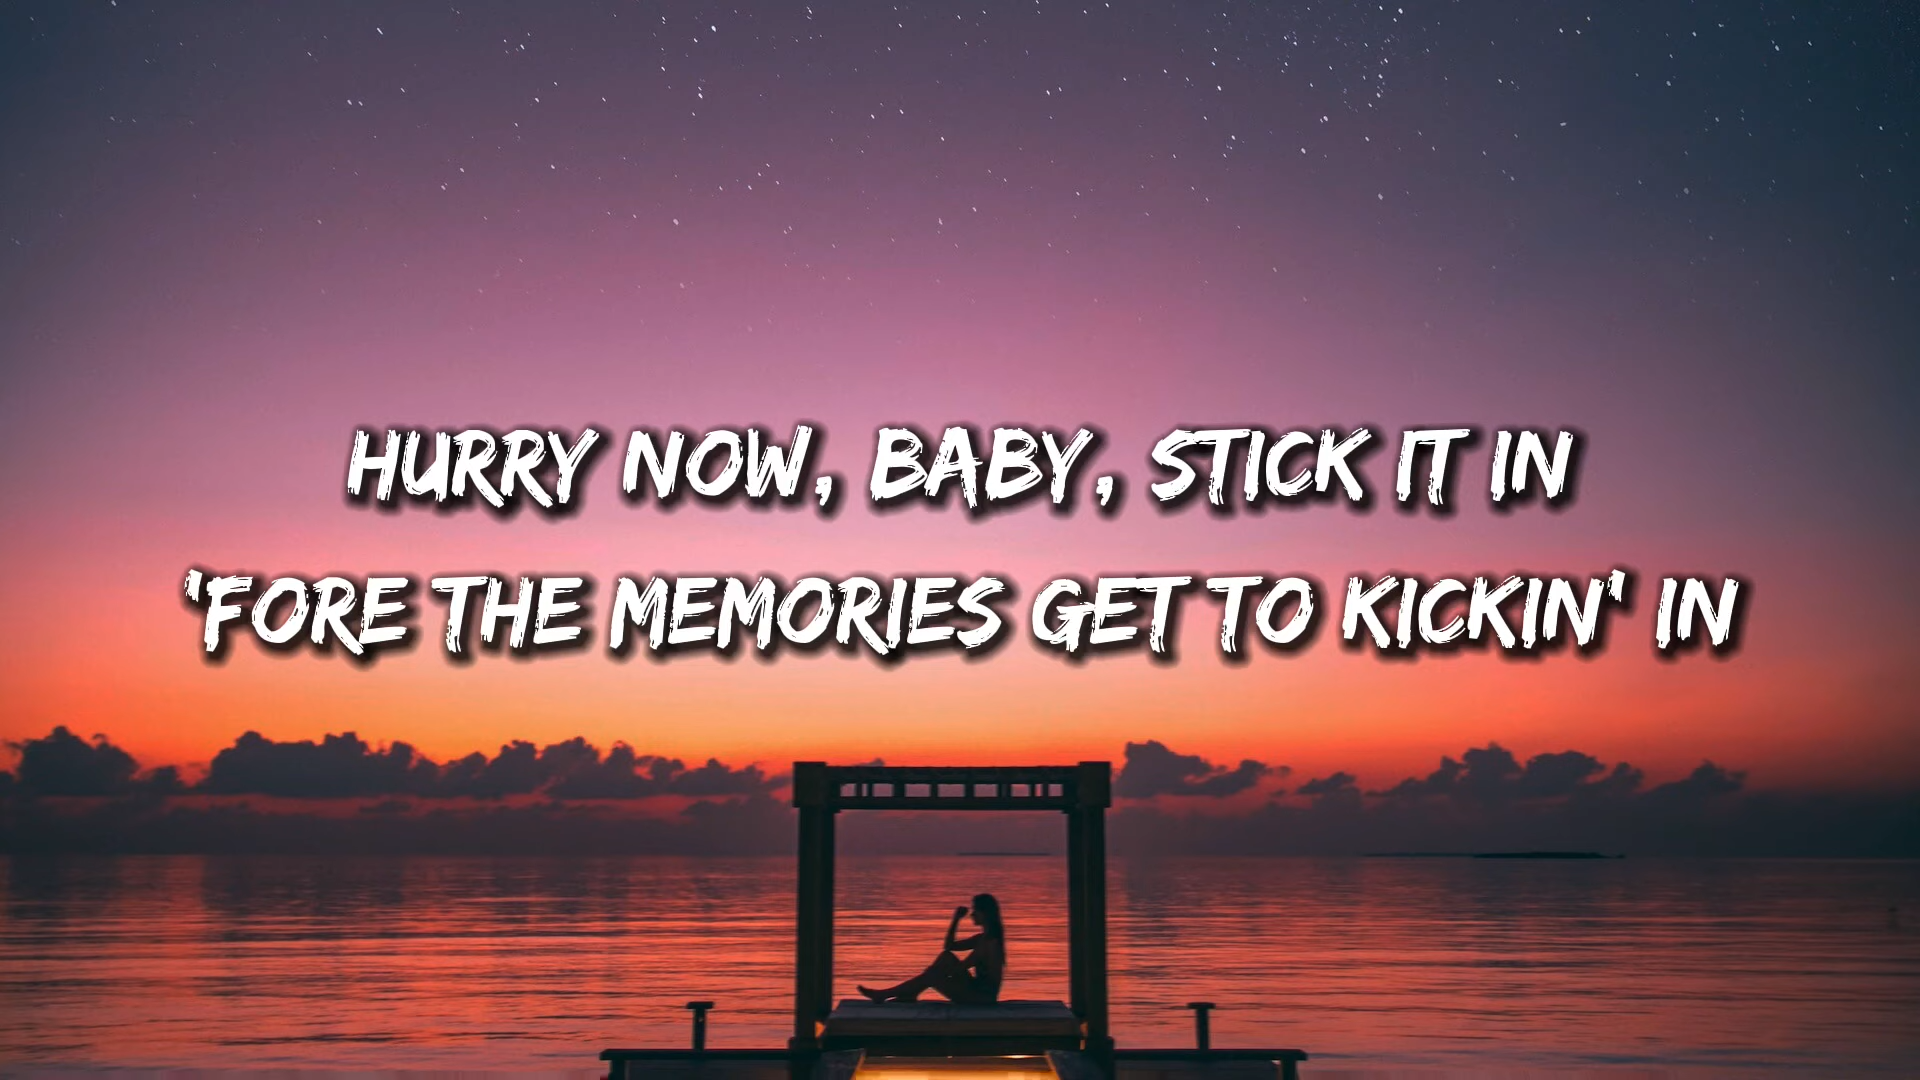 HURRY NOW, BABY, STICK IT IN
'FORE THE MEMORIES GET TO KICKIN' IN